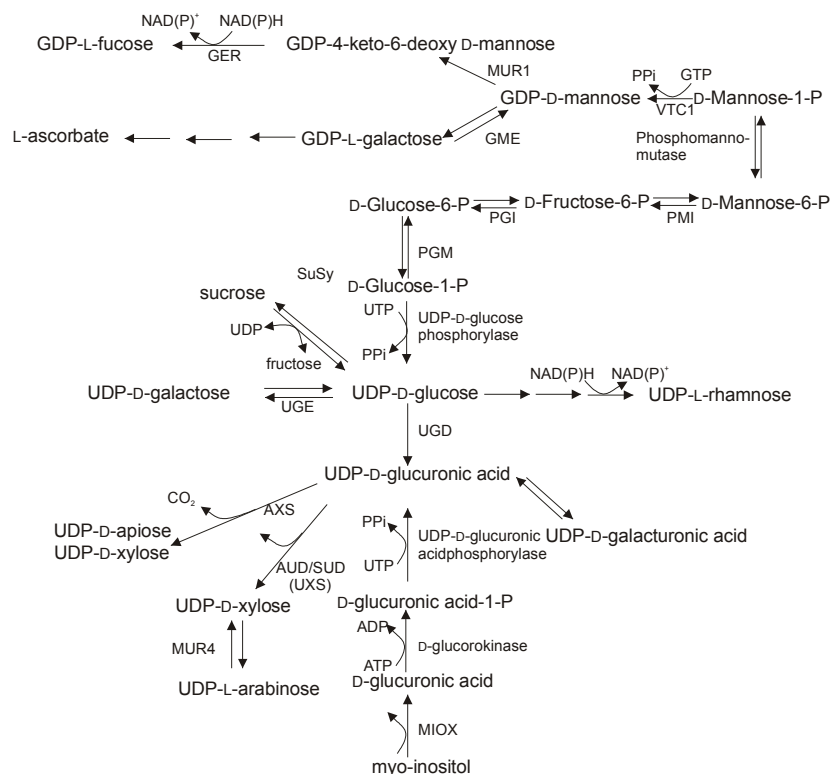 NAD(P)⁺ NAD(P)H
GDP-L-fucose GDP-4-keto-6-deoxy D-mannose
GER
MUR1
PPi GTP
GDP-D-mannose D-Mannose-1-P
VTC1
L-ascorbate GDP-L-galactose GME
Phosphomanno-
mutase
D-Glucose-6-P D-Fructose-6-P D-Mannose-6-P
PGI PMI
PGM
SuSy
D-Glucose-1-P
sucrose
UTP UDP-D-glucose
phosphorylase
UDP
PPi
fructose
NAD(P)H NAD(P)⁺
UDP-D-galactose UDP-D-glucose UDP-L-rhamnose
UGE
UGD
UDP-D-glucuronic acid
CO₂
AXS
PPi
UDP-D-apiose
UDP-D-xylose
UDP-D-glucuronic
acidphosphorylase
UDP-D-galacturonic acid
UTP
AUD/SUD
(UXS)
UDP-D-xylose D-glucuronic acid-1-P
ADP
MUR4 D-glucorokinase
ATP
UDP-L-arabinose D-glucuronic acid
MIOX
myo-inositol